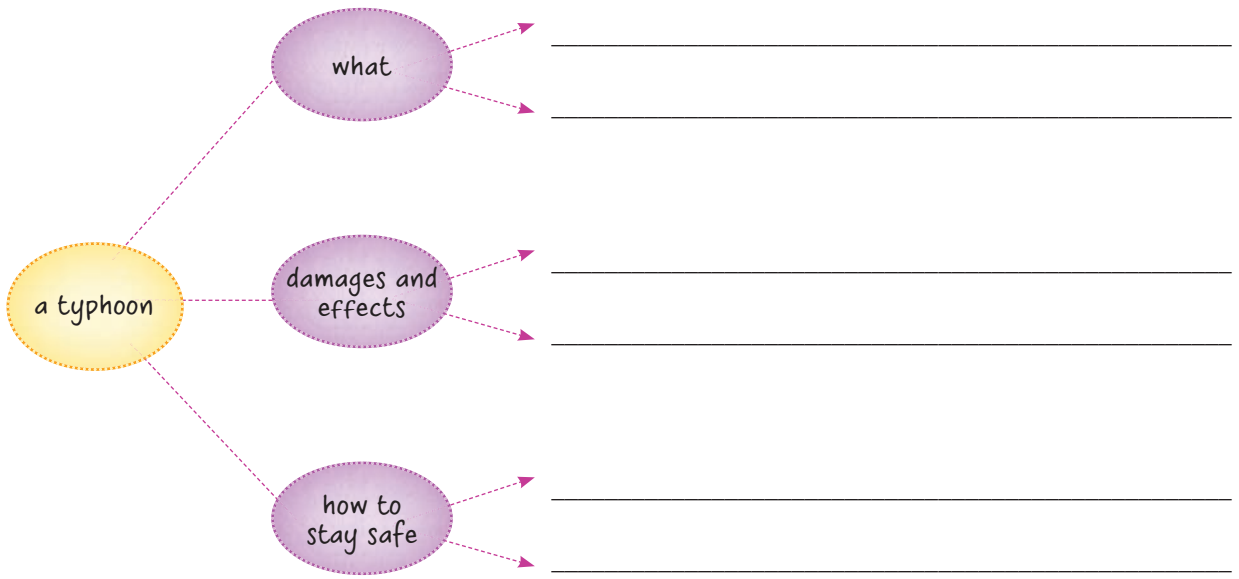 what
a typhoon
damages and
effects
how to
stay safe